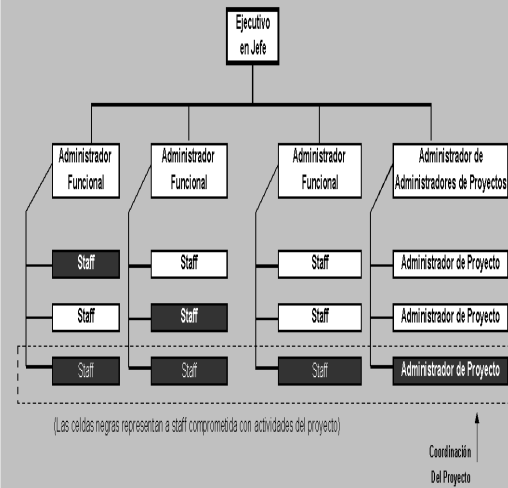 Ejecutivo
en Jefe
Administrador
Funcional
Administrador
Funcional
Administrador
Funcional
Administrador de
Administradores de Proyectos
Staff
Staff
Staff
Administrador de Proyecto
Staff
Staff
Staff
Administrador de Proyecto
Staff
Staff
Staff
Administrador de Proyecto
(Las celdas negras representan a staff comprometida con actividades del proyecto)
Coordinación
Del Proyecto